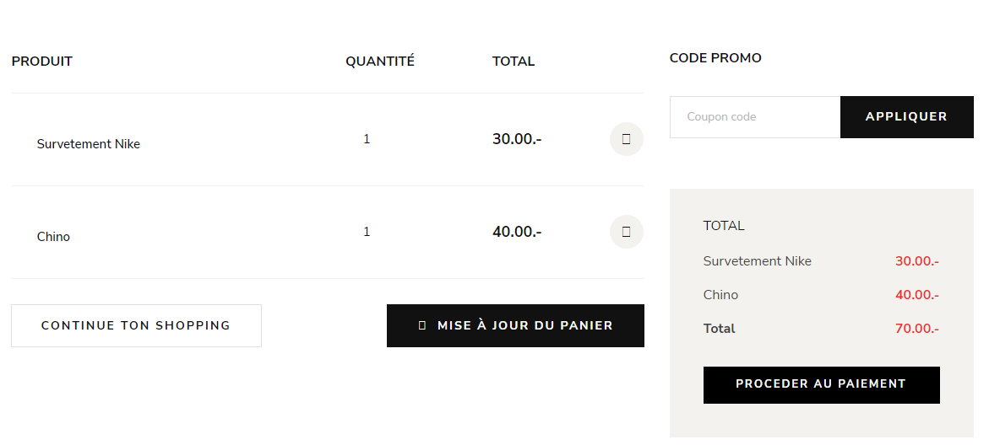 PRODUIT QUANTITÉ TOTAL
Survetement Nike 1 30.00.-
Chino 1 40.00.-
CONTINUE TON SHOPPING MISE À JOUR DU PANIER
CODE PROMO
Coupon code APPLIQUER
TOTAL
Survetement Nike 30.00.-
Chino 40.00.-
Total 70.00.-
PROCEDER AU PAIEMENT